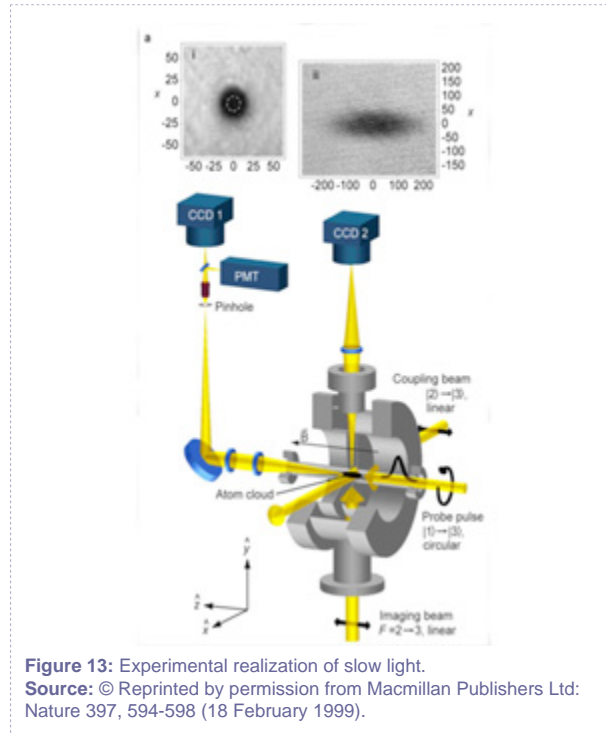 a
i
50
25
x 0
-25
-50
-50 -25 0 25 50
ii
200
150
100
50
x
0
-50
-100
-150
-200 -100 0 100 200
CCD 1
CCD 2
PMT
Pinhole
Coupling beam
|2⟩→|3⟩,
linear
B
Atom cloud
Probe pulse
|1⟩→|3⟩,
circular
ŷ
ẑ
x̂
Imaging beam
F =2→3, linear
Figure 13: Experimental realization of slow light.
Source: © Reprinted by permission from Macmillan Publishers Ltd:
Nature 397, 594-598 (18 February 1999).